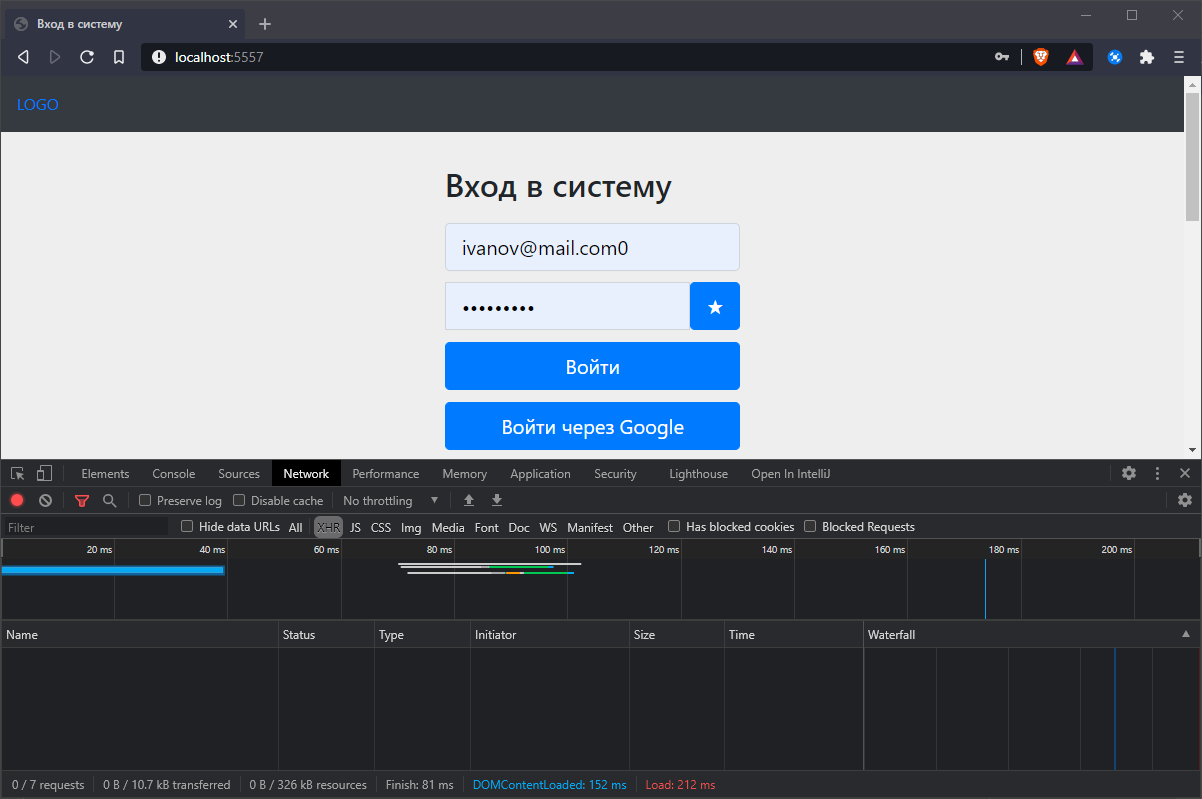 Вход в систему
localhost:5557
LOGO
Вход в систему
ivanov@mail.com0
•••••••••
★
Войти
Войти через Google
Elements Console Sources Network Performance Memory Application Security Lighthouse Open In IntelliJ
Preserve log Disable cache No throttling
Filter Hide data URLs All XHR JS CSS Img Media Font Doc WS Manifest Other Has blocked cookies Blocked Requests
20 ms 40 ms 60 ms 80 ms 100 ms 120 ms 140 ms 160 ms 180 ms 200 ms
Name Status Type Initiator Size Time Waterfall
0 / 7 requests 0 B / 10.7 kB transferred 0 B / 326 kB resources Finish: 81 ms DOMContentLoaded: 152 ms Load: 212 ms